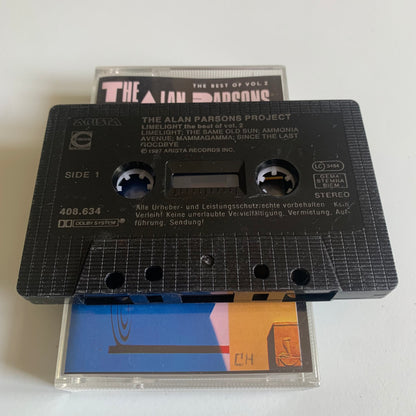 THE BEST OF VOL 2
THE ALAN PARSONS
ARISTA
THE ALAN PARSONS PROJECT
LIMELIGHT the best of vol. 2
LIMELIGHT; THE SAME OLD SUN; AMMONIA
AVENUE; MAMMAGAMMA; SINCE THE LAST
GOODBYE
℗ 1987 ARISTA RECORDS INC.
SIDE 1
LC 3484
GEMA
STEMRA
BIEM
STEREO
408.634
DOLBY SYSTEM
Alle Urheber- und Leistungsschutzrechte vorbehalten
Verleih! Keine unerlaubte Vervielfältigung, Vermietung, Auf-
führung, Sendung!
CH